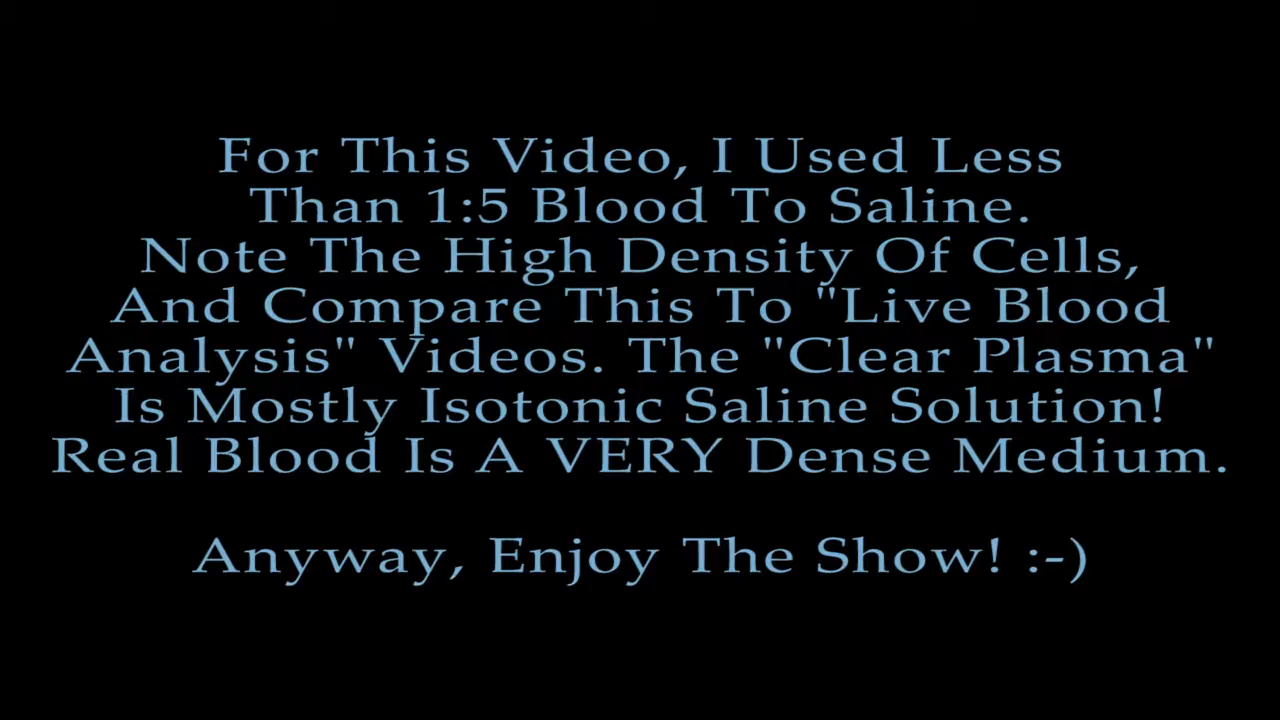 For This Video, I Used Less
Than 1:5 Blood To Saline.
Note The High Density Of Cells,
And Compare This To "Live Blood
Analysis" Videos. The "Clear Plasma"
Is Mostly Isotonic Saline Solution!
Real Blood Is A VERY Dense Medium.
Anyway, Enjoy The Show! :-)